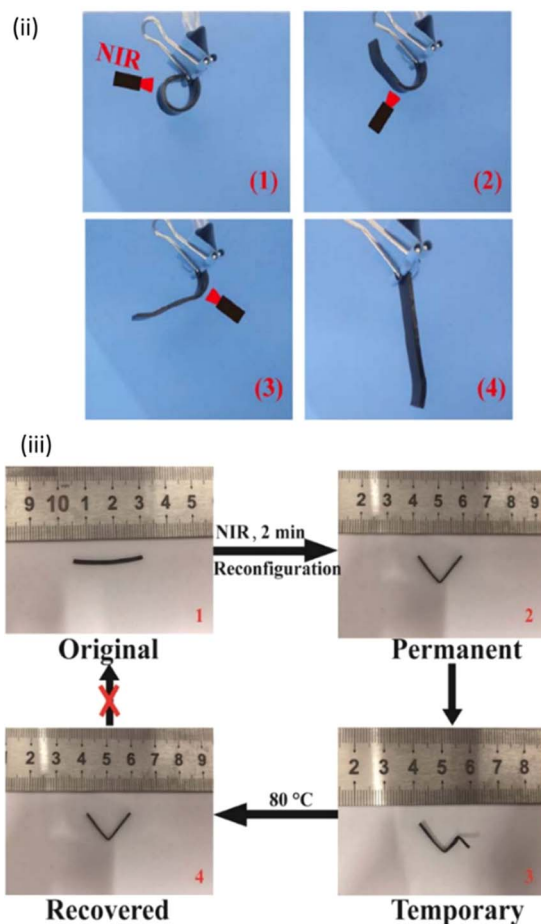 (ii)
NIR
(1)
(2)
(3)
(4)
(iii)
9 10 1 2 3 4 5
2 3 4 5 6 7 8 9
NIR, 2 min
Reconfiguration
1
2
Original
Permanent
X
80 °C
2 3 4 5 6 7 8 9
2 3 4 5 6 7 8
4
3
Recovered
Temporary